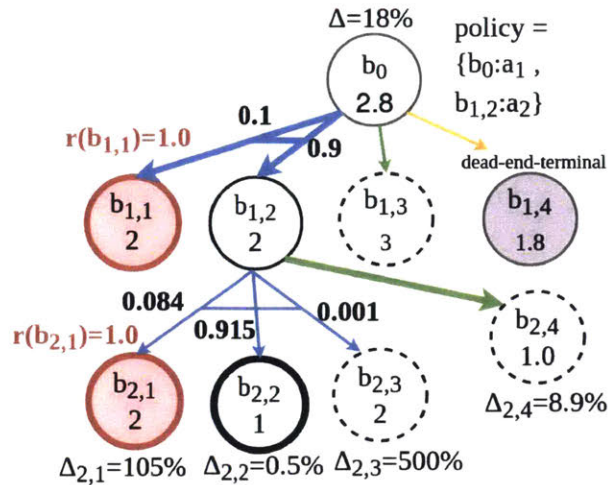 Δ=18%
policy =
{b0:a1 ,
b1,2:a2}
b0
2.8
0.1
0.9
r(b1,1)=1.0
dead-end-terminal
b1,1
2
b1,2
2
b1,3
3
b1,4
1.8
0.084
0.915
0.001
r(b2,1)=1.0
b2,1
2
b2,2
1
b2,3
2
b2,4
1.0
Δ2,1=105%
Δ2,2=0.5%
Δ2,3=500%
Δ2,4=8.9%